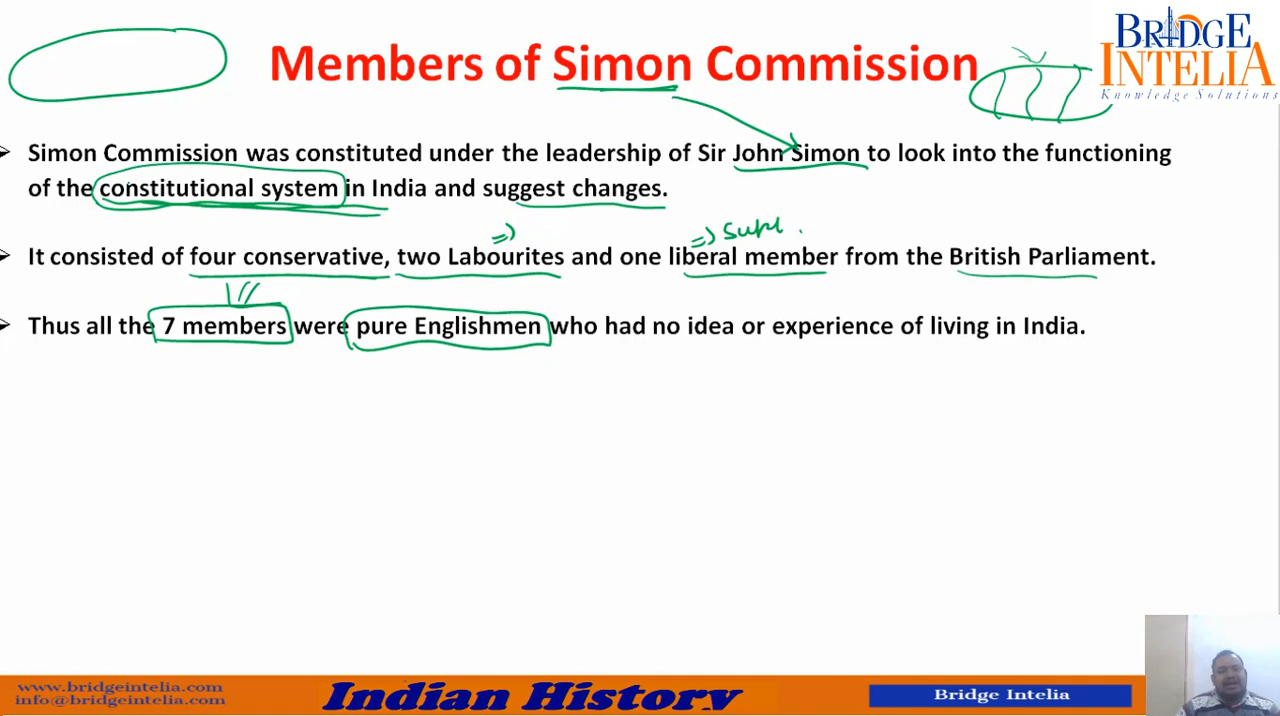 Members of Simon Commission
BRIDGE
INTELIA
Knowledge Solutions
Simon Commission was constituted under the leadership of Sir John Simon to look into the functioning
of the constitutional system in India and suggest changes.
It consisted of four conservative, two Labourites and one liberal member from the British Parliament.
Thus all the 7 members were pure Englishmen who had no idea or experience of living in India.
www.bridgeintelia.com
info@bridgeintelia.com
Indian History
Bridge Intelia